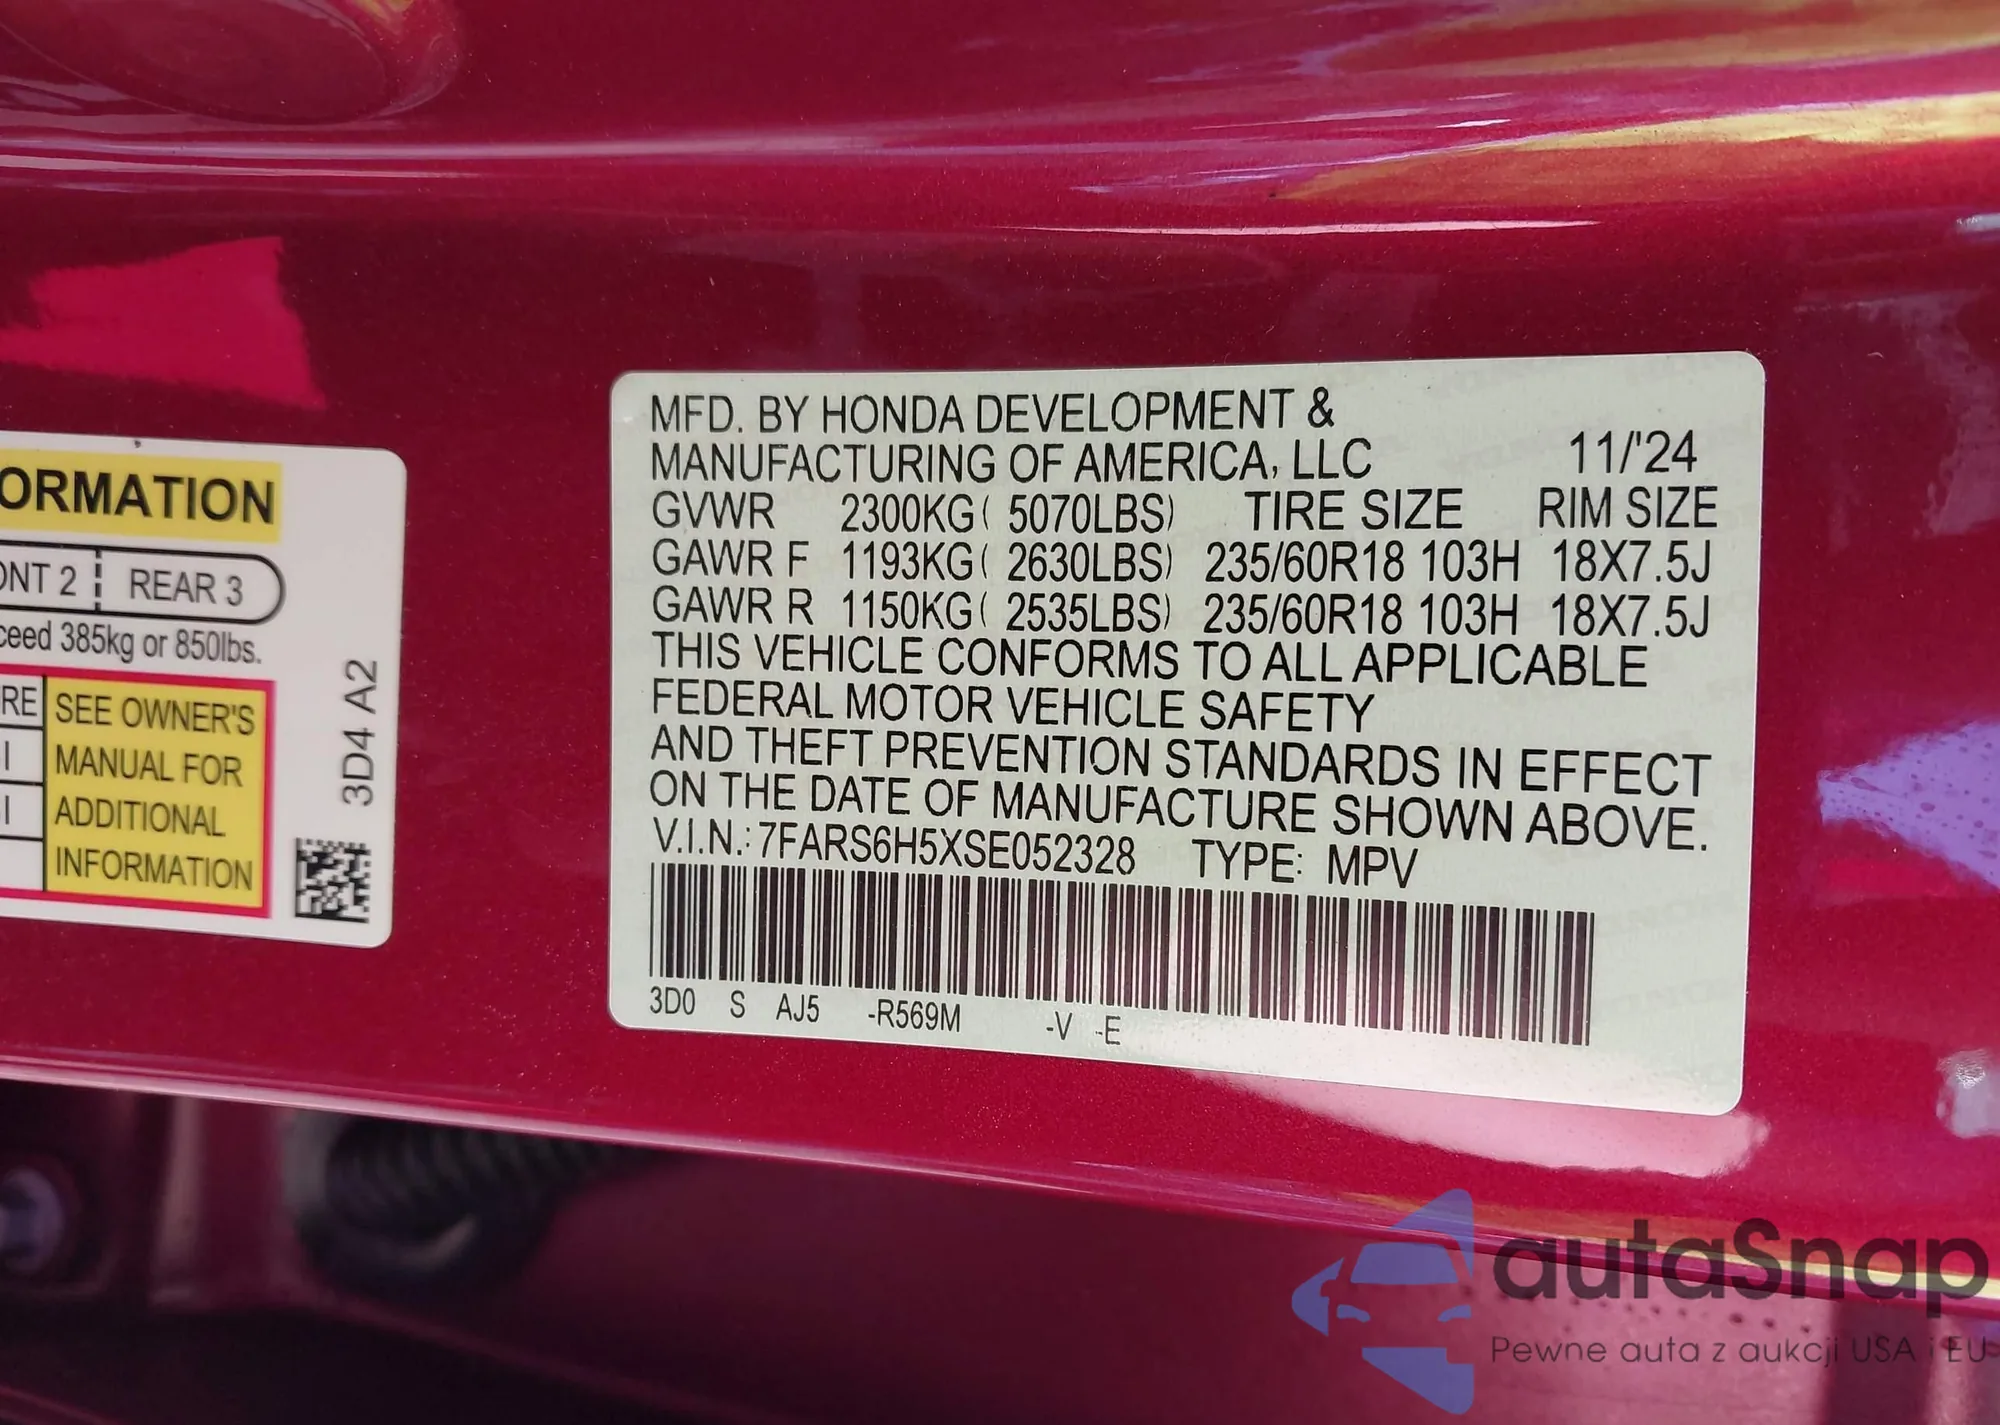 ORMATION
ONT 2 REAR 3
ceed 385kg or 850lbs.
RE
SEE OWNER'S
MANUAL FOR
ADDITIONAL
INFORMATION
3D4 A2
MFD. BY HONDA DEVELOPMENT &
MANUFACTURING OF AMERICA, LLC 11/'24
GVWR 2300KG( 5070LBS) TIRE SIZE RIM SIZE
GAWR F 1193KG( 2630LBS) 235/60R18 103H 18X7.5J
GAWR R 1150KG( 2535LBS) 235/60R18 103H 18X7.5J
THIS VEHICLE CONFORMS TO ALL APPLICABLE
FEDERAL MOTOR VEHICLE SAFETY
AND THEFT PREVENTION STANDARDS IN EFFECT
ON THE DATE OF MANUFACTURE SHOWN ABOVE.
V.I.N.: 7FARS6H5XSE052328 TYPE: MPV
3D0 S AJ5 -R569M -V -E
autaSnap
Pewne auta z aukcji USA i EU